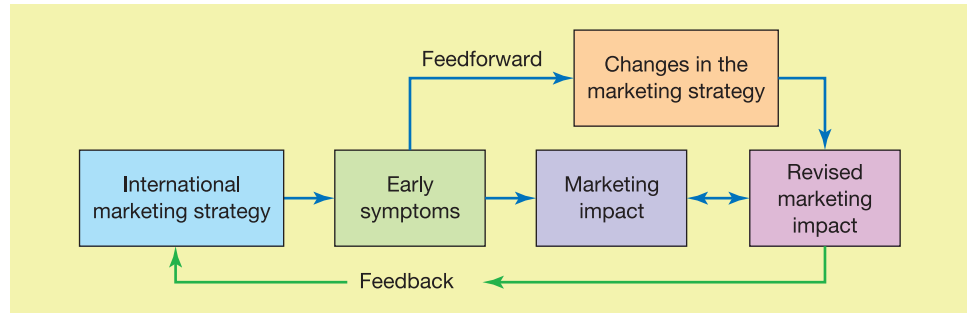 Feedforward
Changes in the
marketing strategy
International
marketing strategy
Early
symptoms
Marketing
impact
Revised
marketing
impact
Feedback